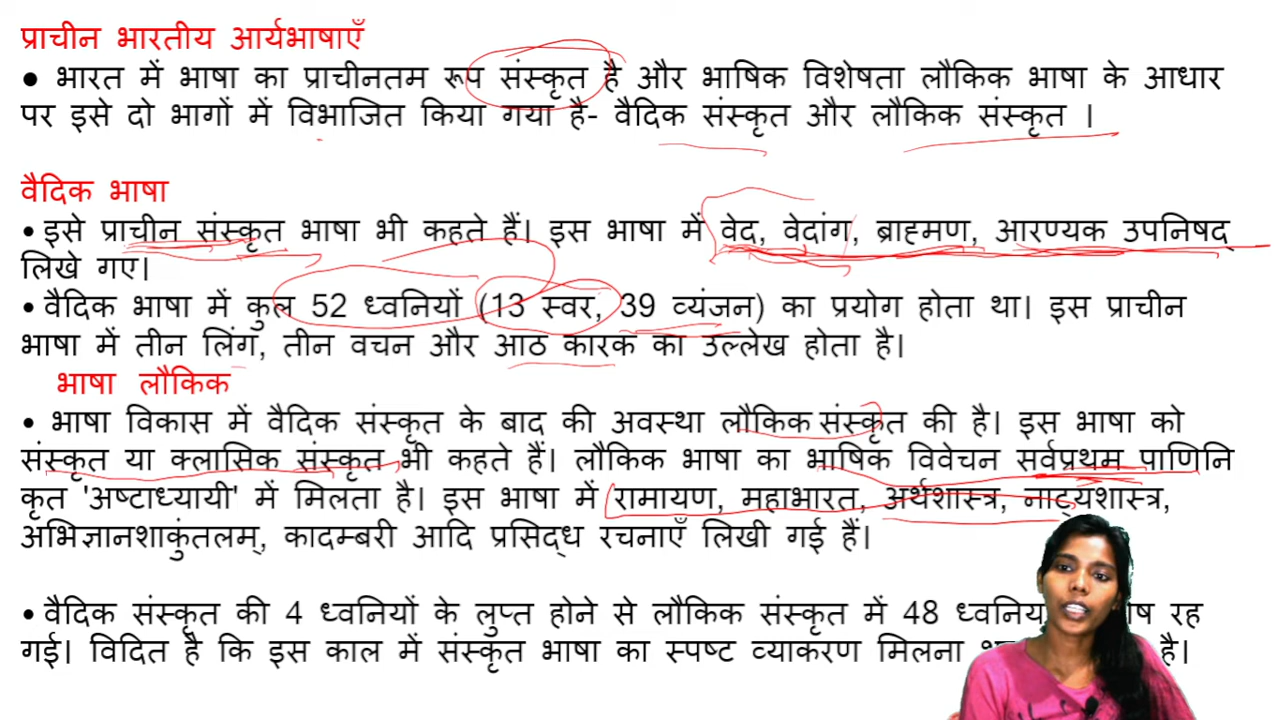 प्राचीन भारतीय आर्यभाषाएँ
● भारत में भाषा का प्राचीनतम रूप संस्कृत है और भाषिक विशेषता लौकिक भाषा के आधार
पर इसे दो भागों में विभाजित किया गया है- वैदिक संस्कृत और लौकिक संस्कृत ।
वैदिक भाषा
• इसे प्राचीन संस्कृत भाषा भी कहते हैं। इस भाषा में वेद, वेदांग, ब्राह्मण, आरण्यक उपनिषद्
लिखे गए।
• वैदिक भाषा में कुल 52 ध्वनियों (13 स्वर, 39 व्यंजन) का प्रयोग होता था। इस प्राचीन
भाषा में तीन लिंग, तीन वचन और आठ कारक का उल्लेख होता है।
भाषा लौकिक
• भाषा विकास में वैदिक संस्कृत के बाद की अवस्था लौकिक संस्कृत की है। इस भाषा को
संस्कृत या क्लासिक संस्कृत भी कहते हैं। लौकिक भाषा का भाषिक विवेचन सर्वप्रथम पाणिनि
कृत 'अष्टाध्यायी' में मिलता है। इस भाषा में रामायण, महाभारत, अर्थशास्त्र, नाट्यशास्त्र,
अभिज्ञानशाकुंतलम्, कादम्बरी आदि प्रसिद्ध रचनाएँ लिखी गई हैं।
• वैदिक संस्कृत की 4 ध्वनियों के लुप्त होने से लौकिक संस्कृत में 48 रह
गई। विदित है कि इस काल में संस्कृत भाषा का स्पष्ट व्याकरण मिलना है।